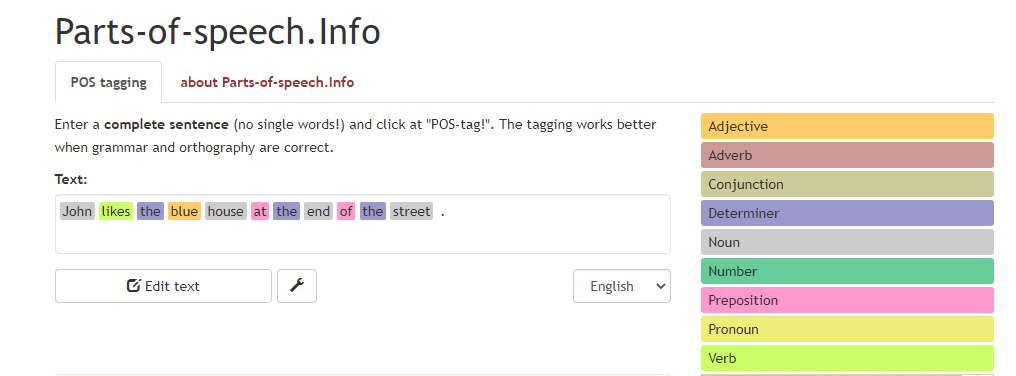 Parts-of-speech.Info
POS tagging
about Parts-of-speech.Info
Enter a complete sentence (no single words!) and click at "POS-tag!". The tagging works better
when grammar and orthography are correct.
Text:
John likes the blue house at the end of the street .
Edit text
English
Adjective
Adverb
Conjunction
Determiner
Noun
Number
Preposition
Pronoun
Verb